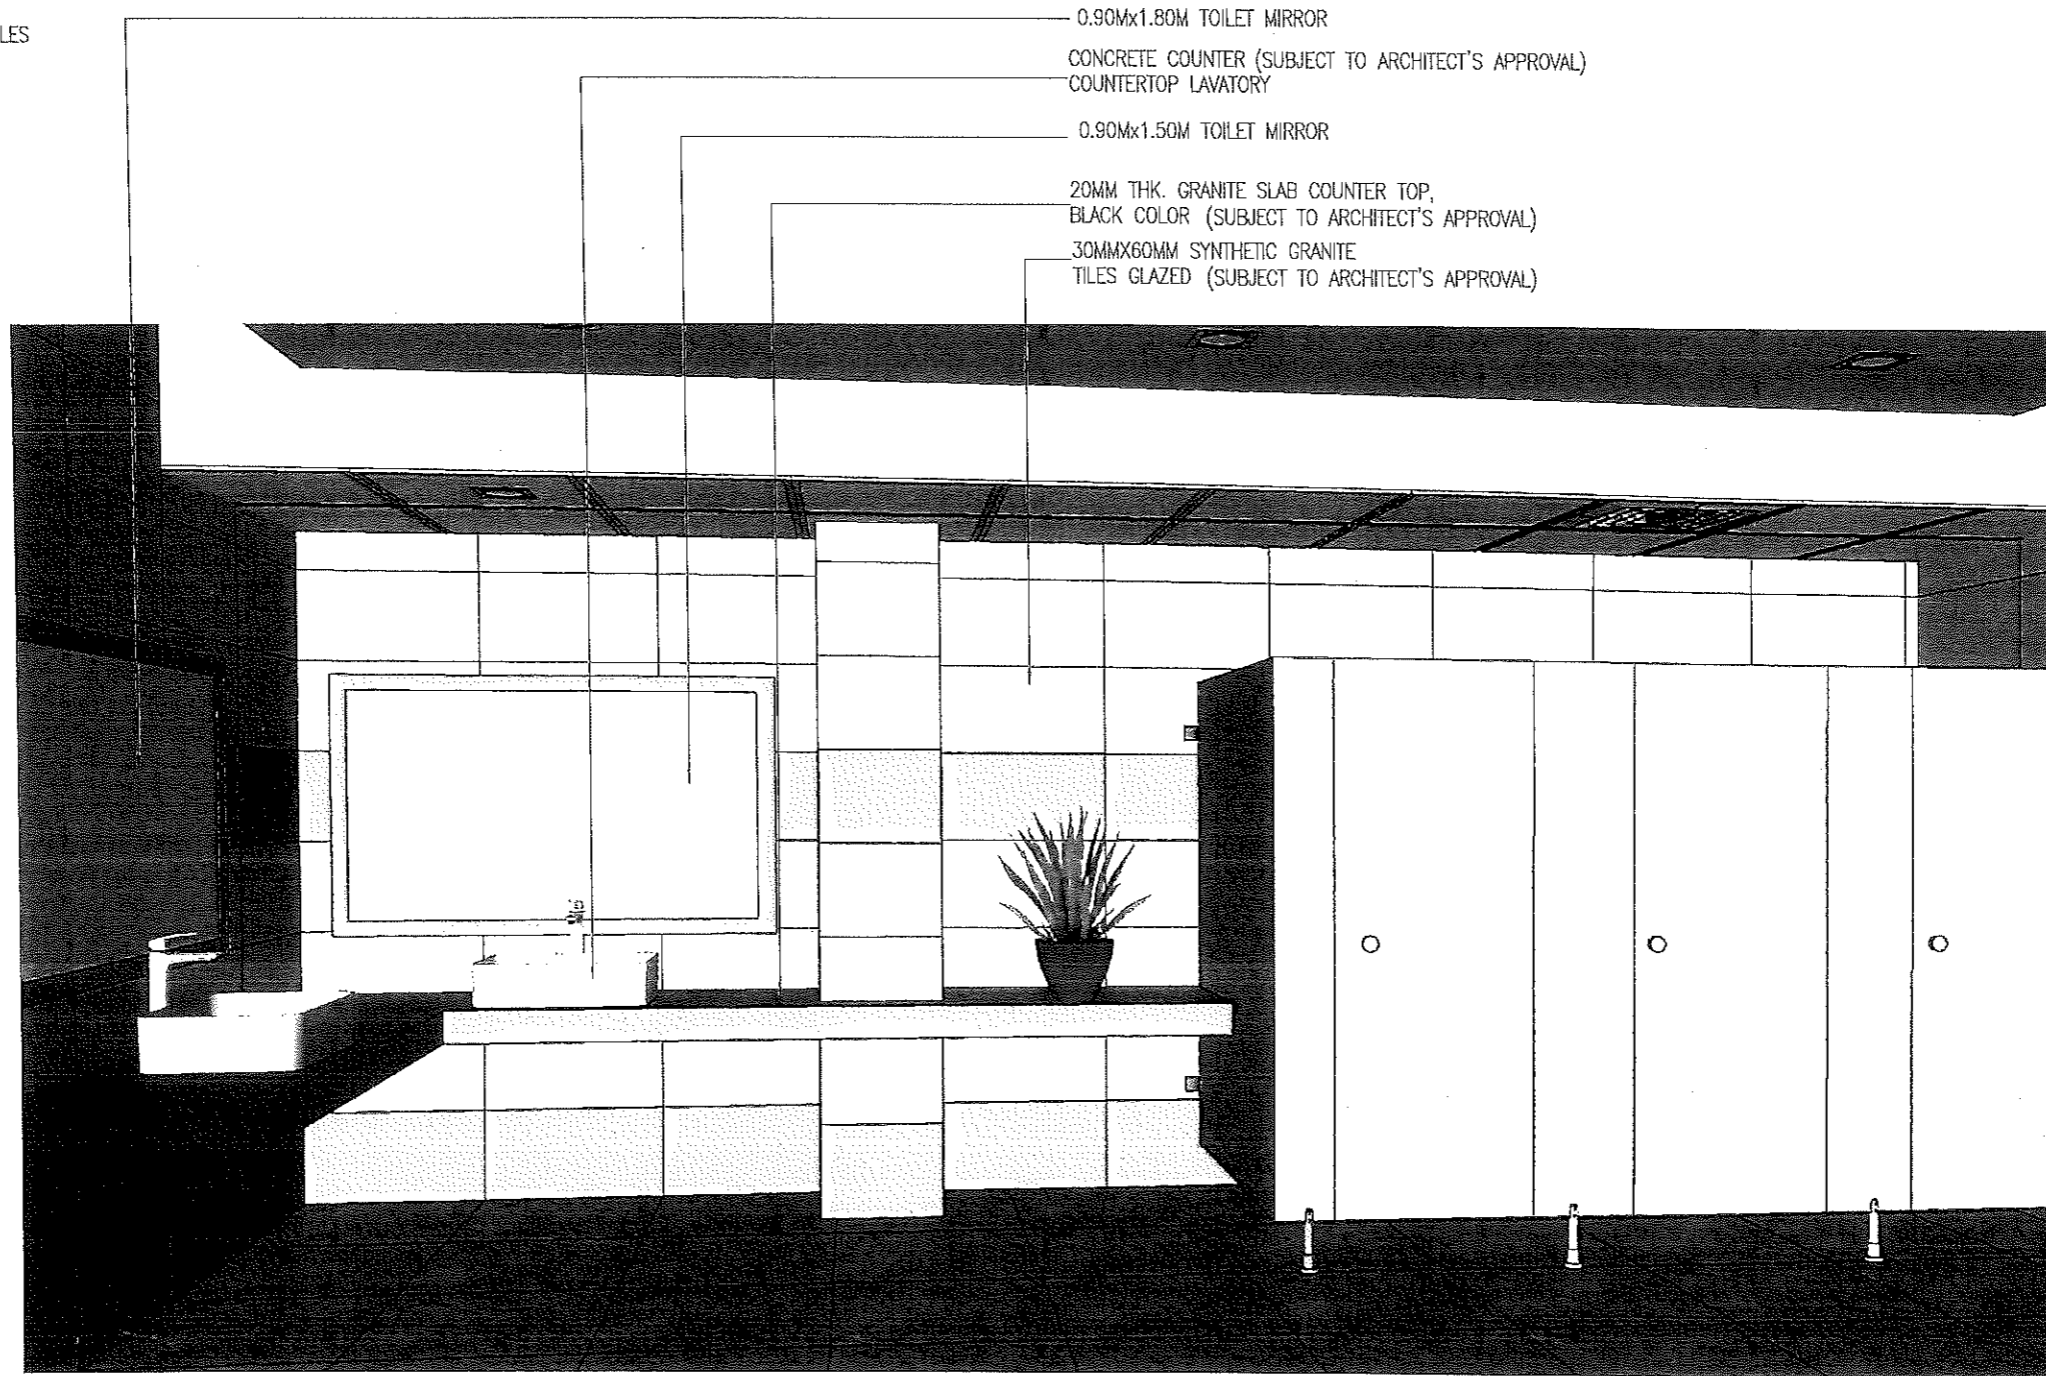 LES
0.90Mx1.80M TOILET MIRROR
CONCRETE COUNTER (SUBJECT TO ARCHITECT'S APPROVAL)
COUNTERTOP LAVATORY
0.90Mx1.50M TOILET MIRROR
20MM THK. GRANITE SLAB COUNTER TOP,
BLACK COLOR (SUBJECT TO ARCHITECT'S APPROVAL)
30MMX60MM SYNTHETIC GRANITE
TILES GLAZED (SUBJECT TO ARCHITECT'S APPROVAL)